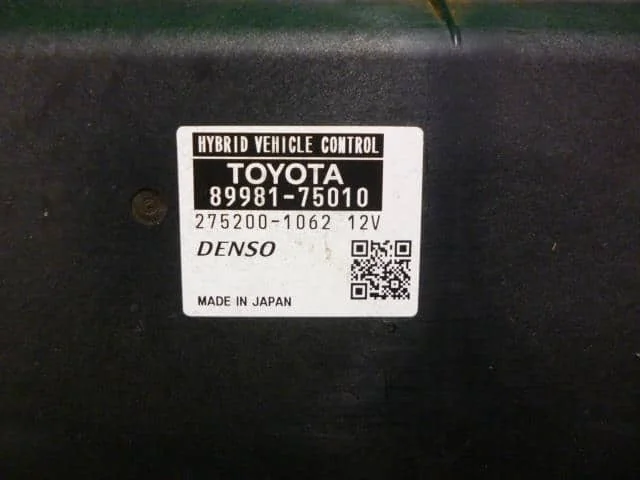 HYBRID VEHICLE CONTROL
TOYOTA
89981-75010
275200-1062 12V
DENSO
MADE IN JAPAN